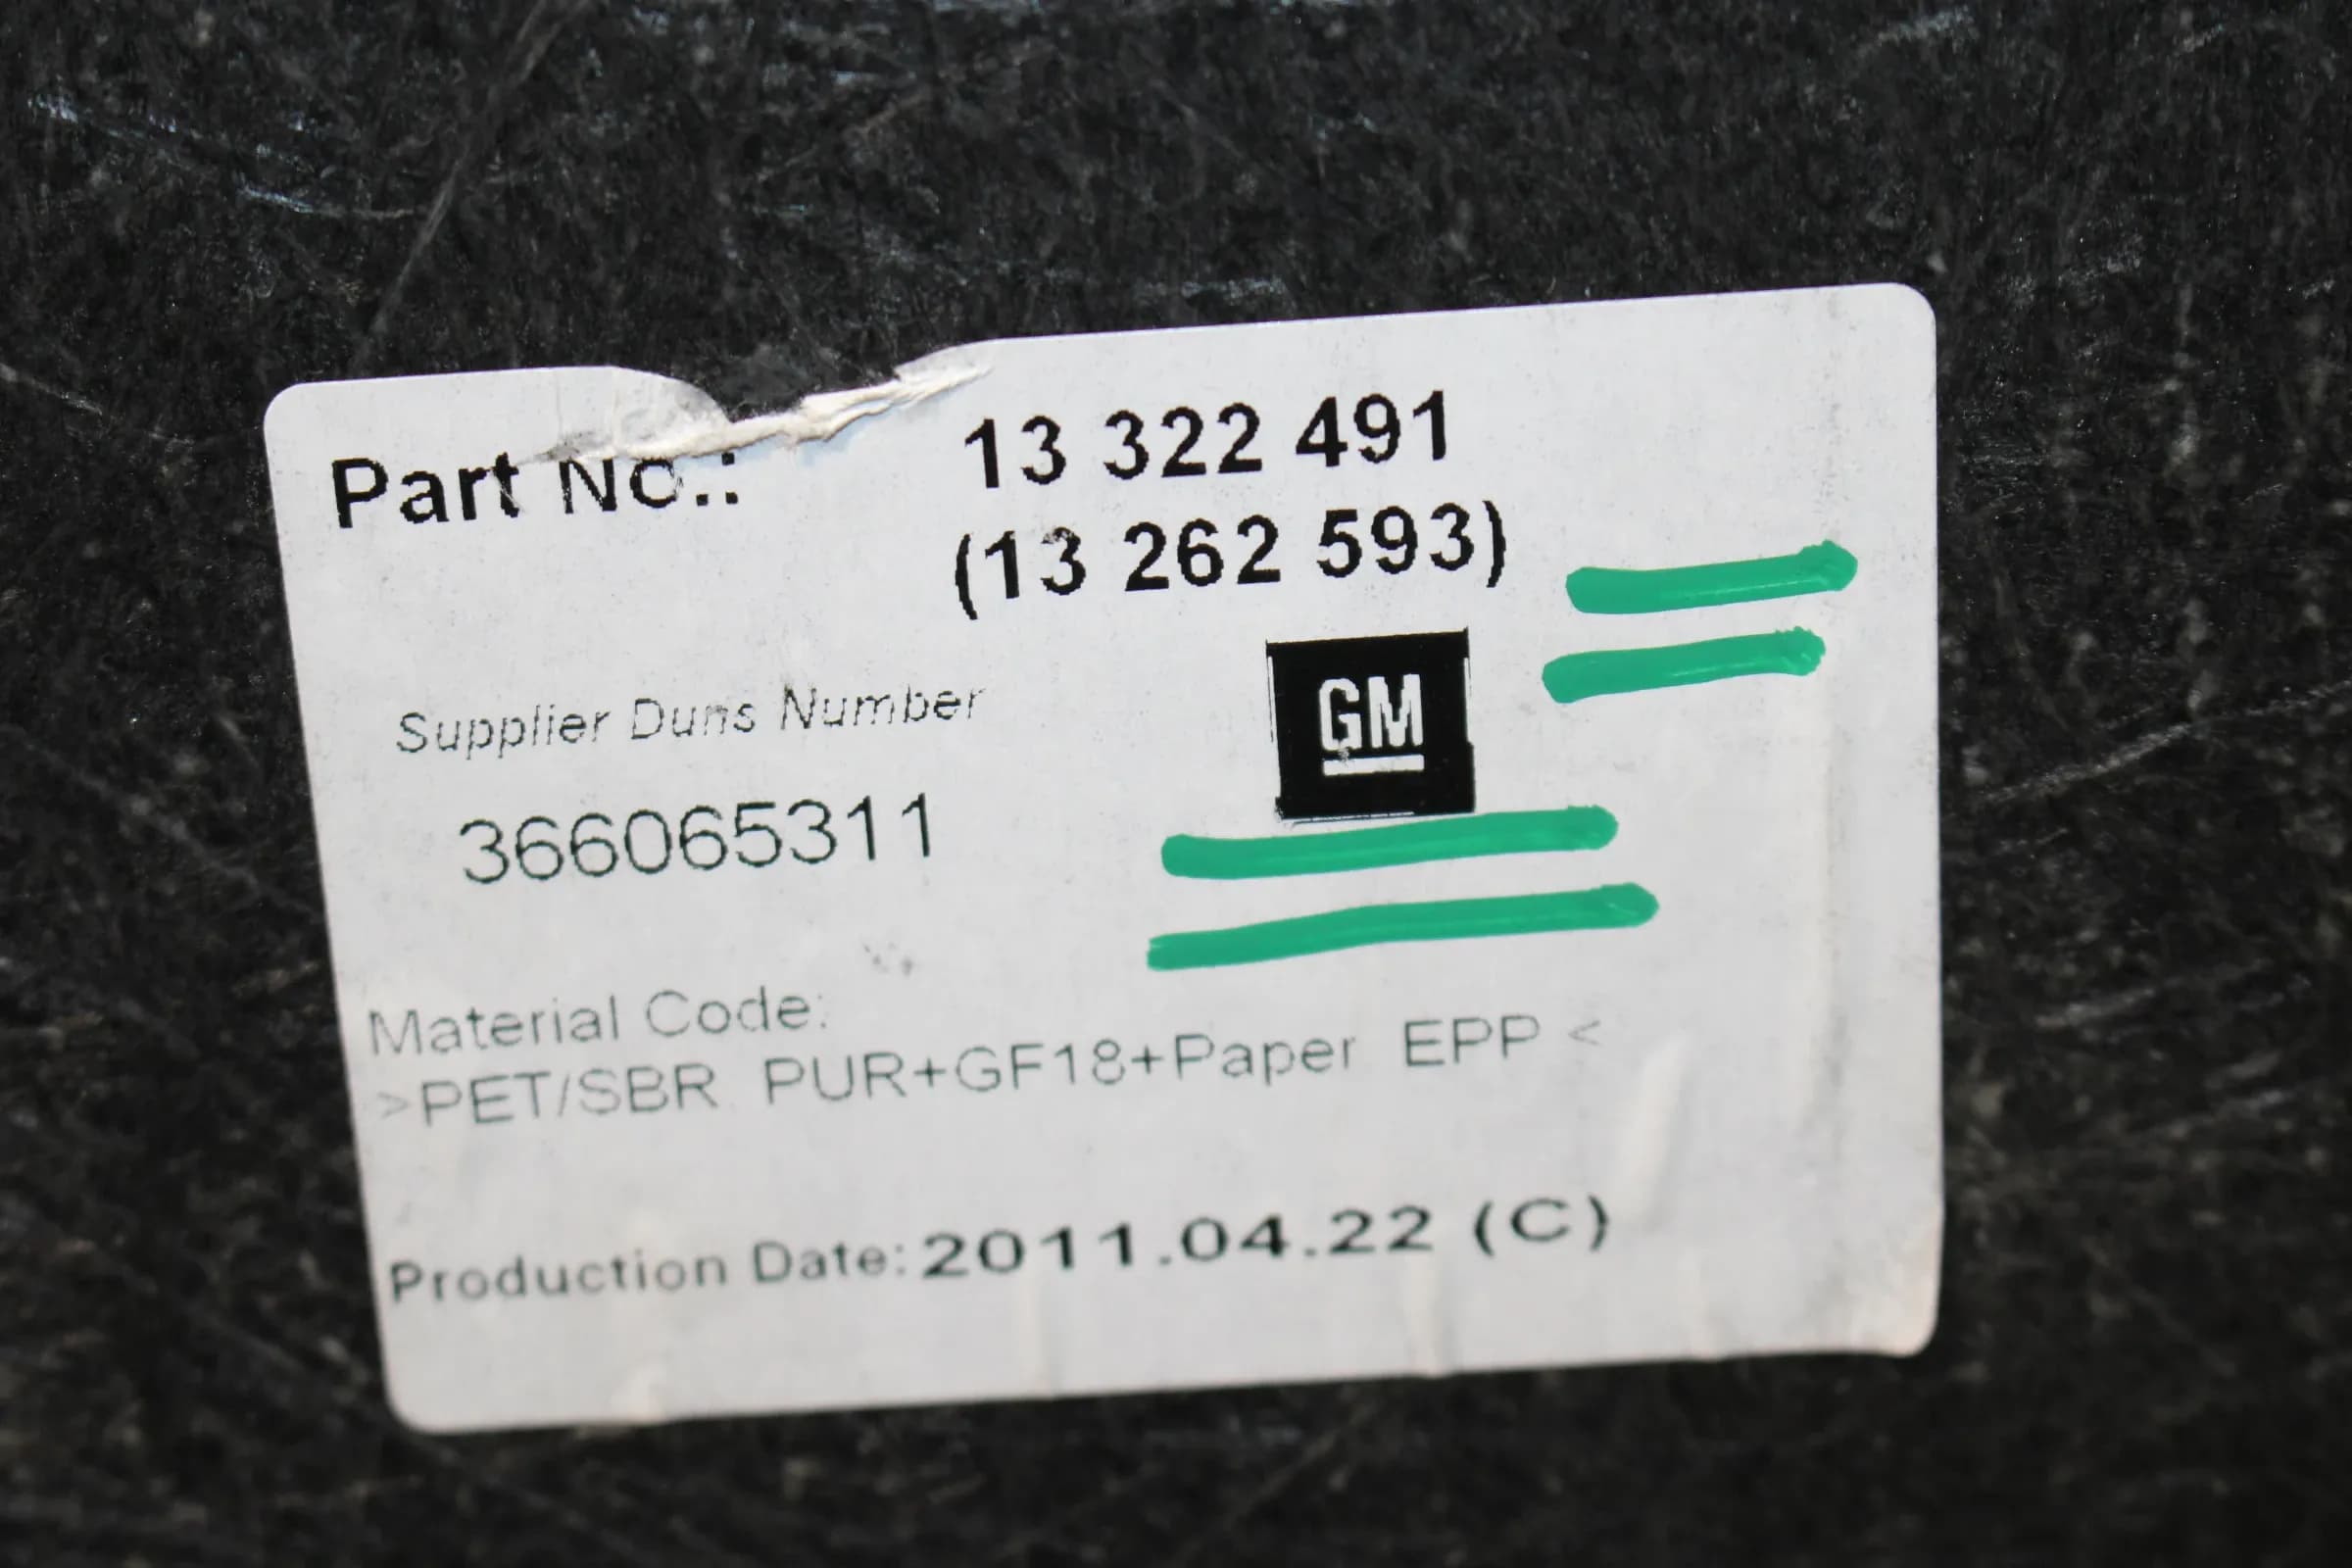 Part No.: 13 322 491
(13 262 593)
GM
Supplier Duns Number
366065311
Material Code:
>PET/SBR PUR+GF18+Paper EPP <
Production Date: 2011.04.22 (C)